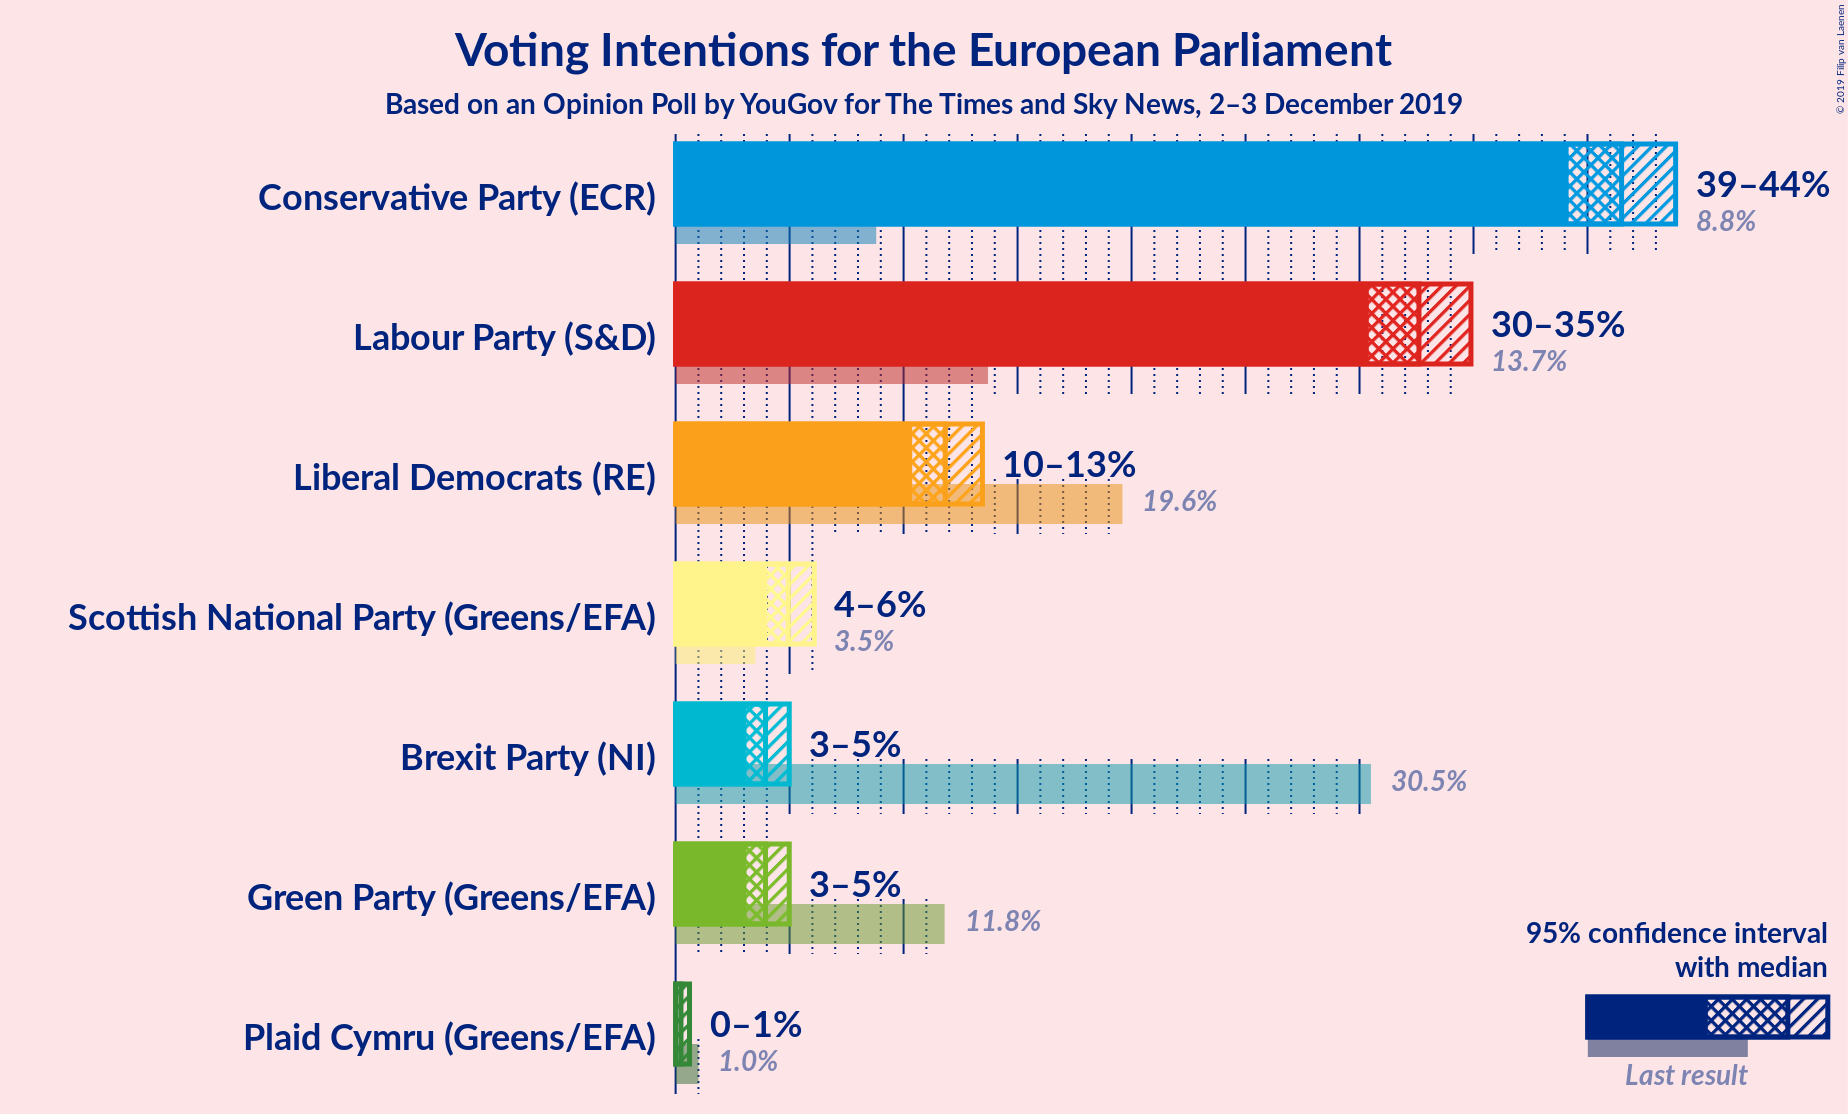 Voting Intentions for the European Parliament
Based on an Opinion Poll by YouGov for The Times and Sky News, 2–3 December 2019
© 2019 Filip van Laenen
Conservative Party (ECR)
39–44%
8.8%
Labour Party (S&D)
30–35%
13.7%
Liberal Democrats (RE)
10–13%
19.6%
Scottish National Party (Greens/EFA)
4–6%
3.5%
Brexit Party (NI)
3–5%
30.5%
Green Party (Greens/EFA)
3–5%
11.8%
Plaid Cymru (Greens/EFA)
0–1%
1.0%
95% confidence interval
with median
Last result